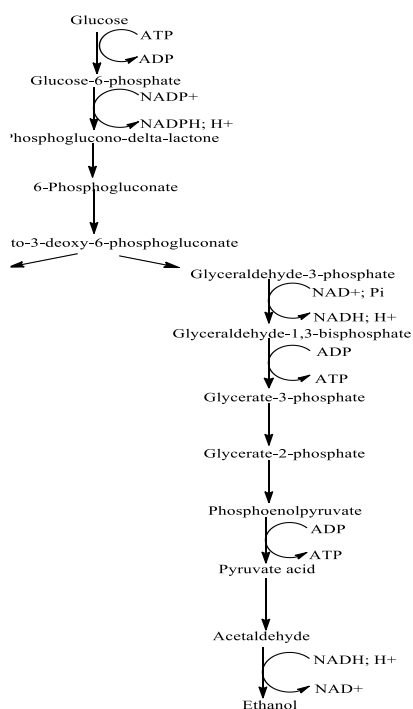 Glucose
ATP
ADP
Glucose-6-phosphate
NADP+
NADPH; H+
Phosphoglucono-delta-lactone
6-Phosphogluconate
to-3-deoxy-6-phosphogluconate
Glyceraldehyde-3-phosphate
NAD+; Pi
NADH; H+
Glyceraldehyde-1,3-bisphosphate
ADP
ATP
Glycerate-3-phosphate
Glycerate-2-phosphate
Phosphoenolpyruvate
ADP
ATP
Pyruvate acid
Acetaldehyde
NADH; H+
NAD+
Ethanol